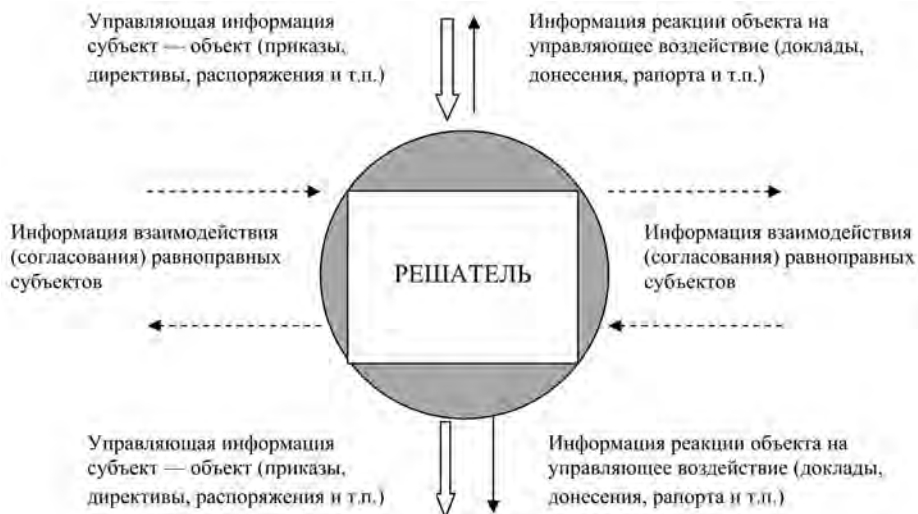 Управляющая информация
субъект — объект (приказы,
директивы, распоряжения и т.п.)
Информация реакции объекта на
управляющее воздействие (доклады,
донесения, рапорта и т.п.)
Информация взаимодействия
(согласования) равноправных
субъектов
РЕШАТЕЛЬ
Информация взаимодействия
(согласования) равноправных
субъектов
Управляющая информация
субъект — объект (приказы,
директивы, распоряжения и т.п.)
Информация реакции объекта на
управляющее воздействие (доклады,
донесения, рапорта и т.п.)